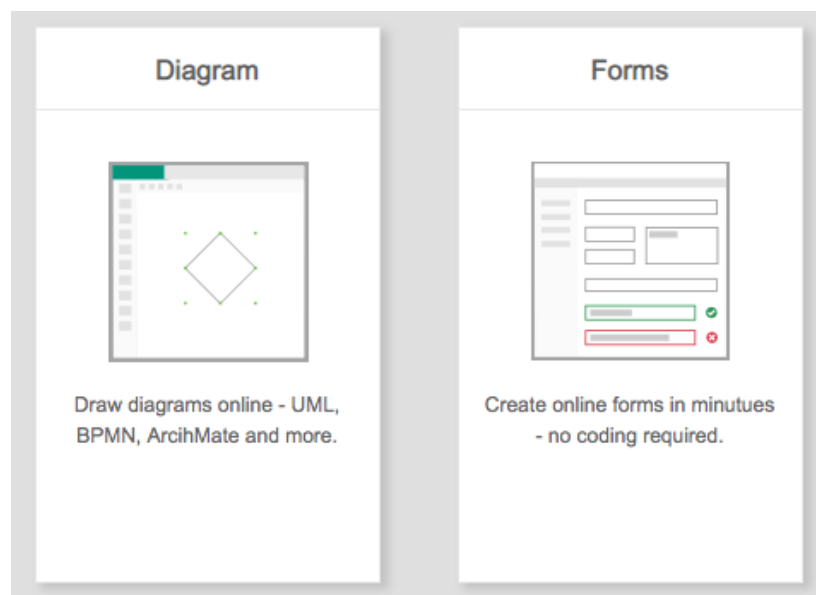 Diagram
Draw diagrams online - UML,
BPMN, ArcihMate and more.
Forms
Create online forms in minutues
- no coding required.